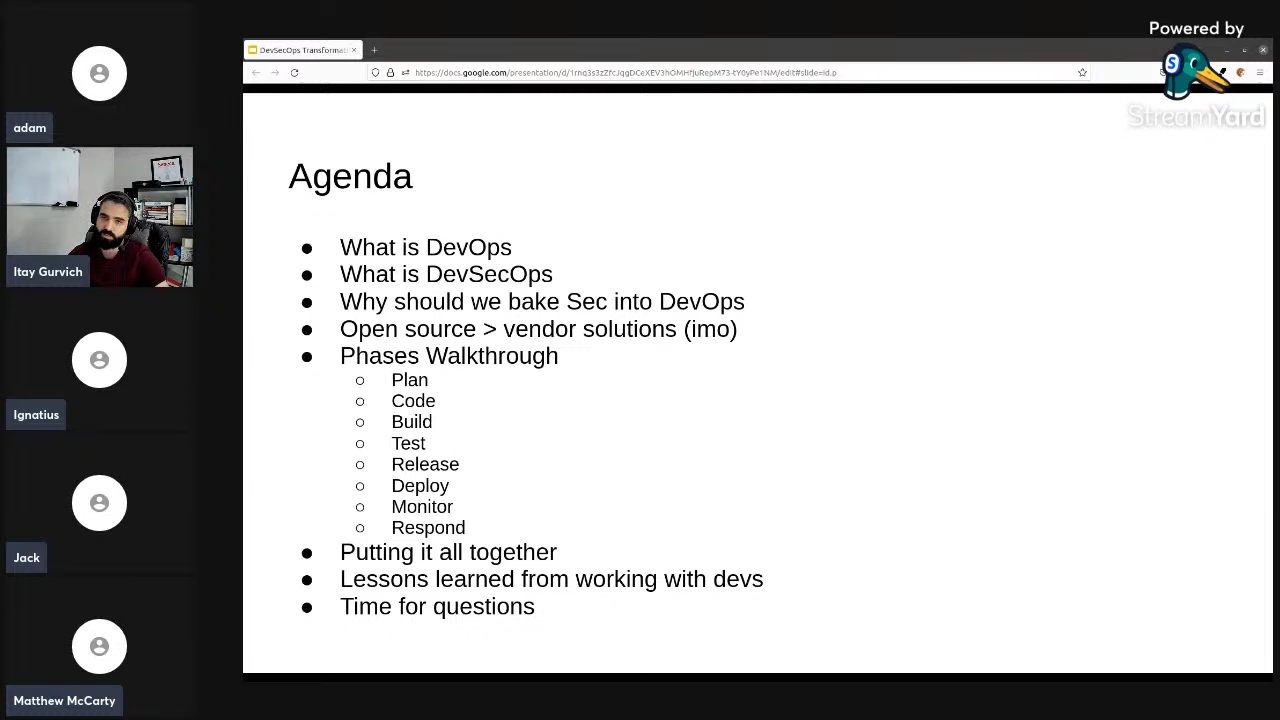 Powered by
StreamYard
DevSecOps Transformati
adam
Itay Gurvich
Ignatius
Jack
Matthew McCarty
Agenda
● What is DevOps
● What is DevSecOps
● Why should we bake Sec into DevOps
● Open source > vendor solutions (imo)
● Phases Walkthrough
○ Plan
○ Code
○ Build
○ Test
○ Release
○ Deploy
○ Monitor
○ Respond
● Putting it all together
● Lessons learned from working with devs
● Time for questions